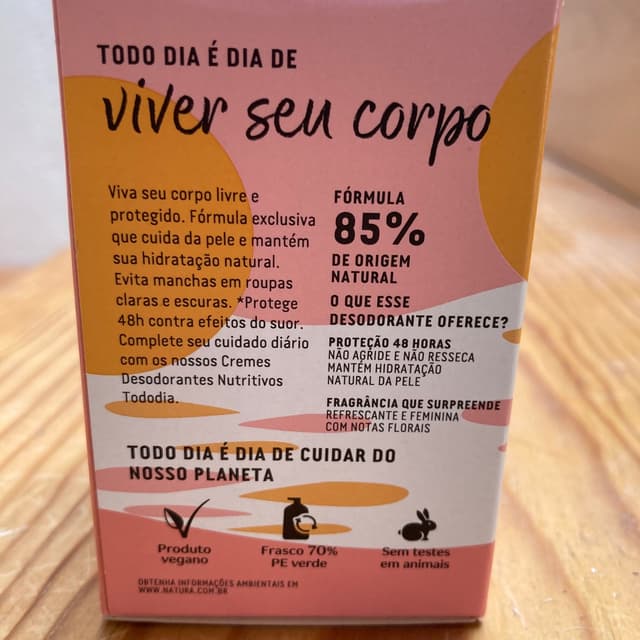 TODO DIA É DIA DE
viver seu corpo
Viva seu corpo livre e
protegido. Fórmula exclusiva
que cuida da pele e mantém
sua hidratação natural.
Evita manchas em roupas
claras e escuras. *Protege
48h contra efeitos do suor.
Complete seu cuidado diário
com os nossos Cremes
Desodorantes Nutritivos
Tododia.
FÓRMULA
85%
DE ORIGEM
NATURAL
O QUE ESSE
DESODORANTE OFERECE?
PROTEÇÃO 48 HORAS
NÃO AGRIDE E NÃO RESSECA
MANTÉM HIDRATAÇÃO
NATURAL DA PELE
FRAGRÂNCIA QUE SURPREENDE
REFRESCANTE E FEMININA
COM NOTAS FLORAIS
TODO DIA É DIA DE CUIDAR DO
NOSSO PLANETA
Produto
vegano
Frasco 70%
PE verde
Sem testes
em animais
OBTENHA INFORMAÇÕES AMBIENTAIS EM
WWW.NATURA.COM.BR